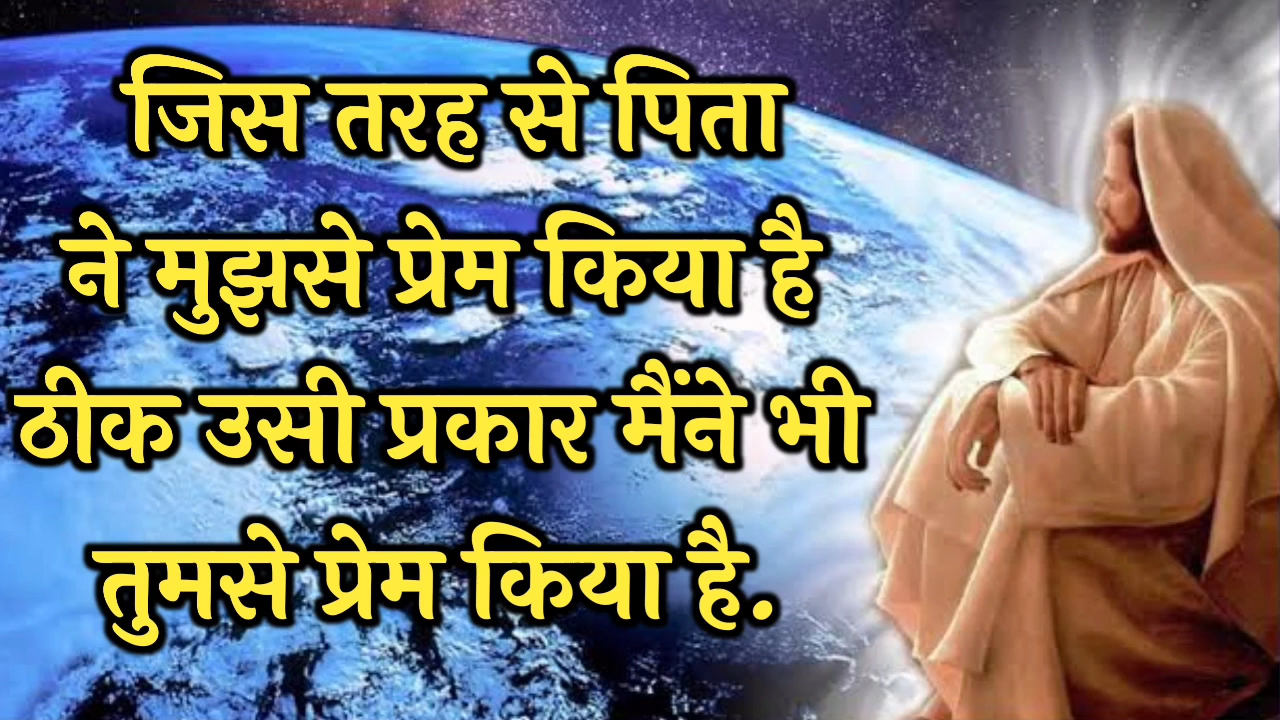 जिस तरह से पिता
ने मुझसे प्रेम किया है
ठीक उसी प्रकार मैंने भी
तुमसे प्रेम किया है.